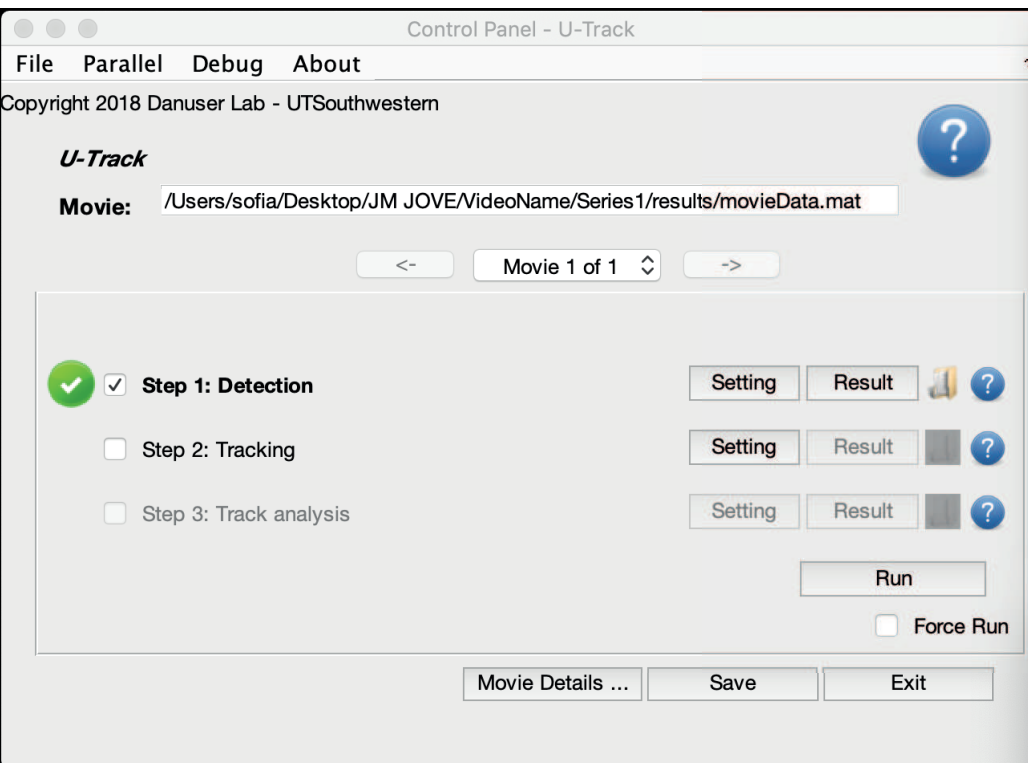 Control Panel - U-Track
File Parallel Debug About
Copyright 2018 Danuser Lab - UTSouthwestern
?
U-Track
Movie: /Users/sofia/Desktop/JM JOVE/VideoName/Series1/results/movieData.mat
<- Movie 1 of 1 ->
Step 1: Detection Setting Result ?
Step 2: Tracking Setting Result ?
Step 3: Track analysis Setting Result ?
Run
Force Run
Movie Details ... Save Exit